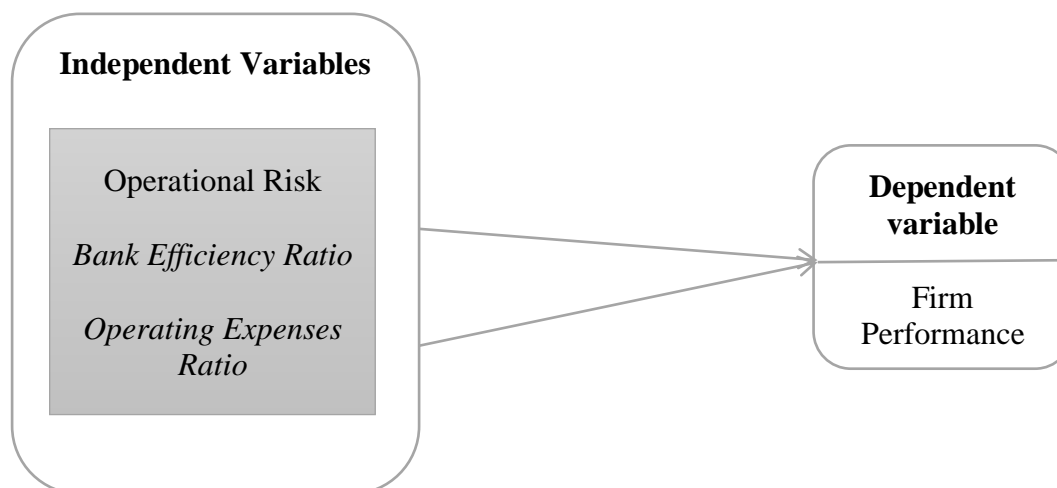 Independent Variables
Operational Risk
Bank Efficiency Ratio
Operating Expenses
Ratio
Dependent
variable
Firm
Performance